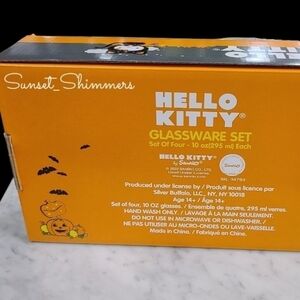 Sunset_Shimmers
HELLO
KITTY®
GLASSWARE SET
Set Of Four - 10 oz(295 ml) Each
HELLO KITTY®
by Sanrio®
Sanrio
Produced under license by / Produit sous licence par
Silver Buffalo, LLC., NY, NY 10018
Age 14+ / Âge 14+
Set of four, 10 OZ glasses. / Ensemble de quatre, 295 ml verres.
HAND WASH ONLY. / LAVAGE À LA MAIN SEULEMENT.
DO NOT USE IN MICROWAVE OR DISHWASHER. /
NE PAS UTILISER AU MICRO-ONDES OU LAVE-VAISSELLE.
Made in China. / Fabriqué en Chine.